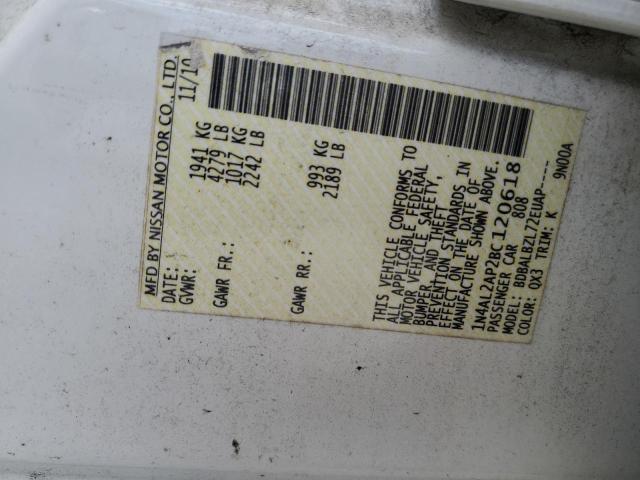 MFD BY NISSAN MOTOR CO., LTD.
DATE: 11/10
GVWR: 1941 KG
4279 LB
GAWR FR.: 1017 KG
2242 LB
GAWR RR.: 993 KG
2189 LB
THIS VEHICLE CONFORMS TO
ALL APPLICABLE FEDERAL
MOTOR VEHICLE SAFETY,
BUMPER, AND THEFT
PREVENTION STANDARDS IN
EFFECT ON THE DATE OF
MANUFACTURE SHOWN ABOVE.
1N4AL2AP2BC120618
PASSENGER CAR 808
MODEL: BDBALBZL72EUAP----
COLOR: QX3 TRIM: K 9N00A